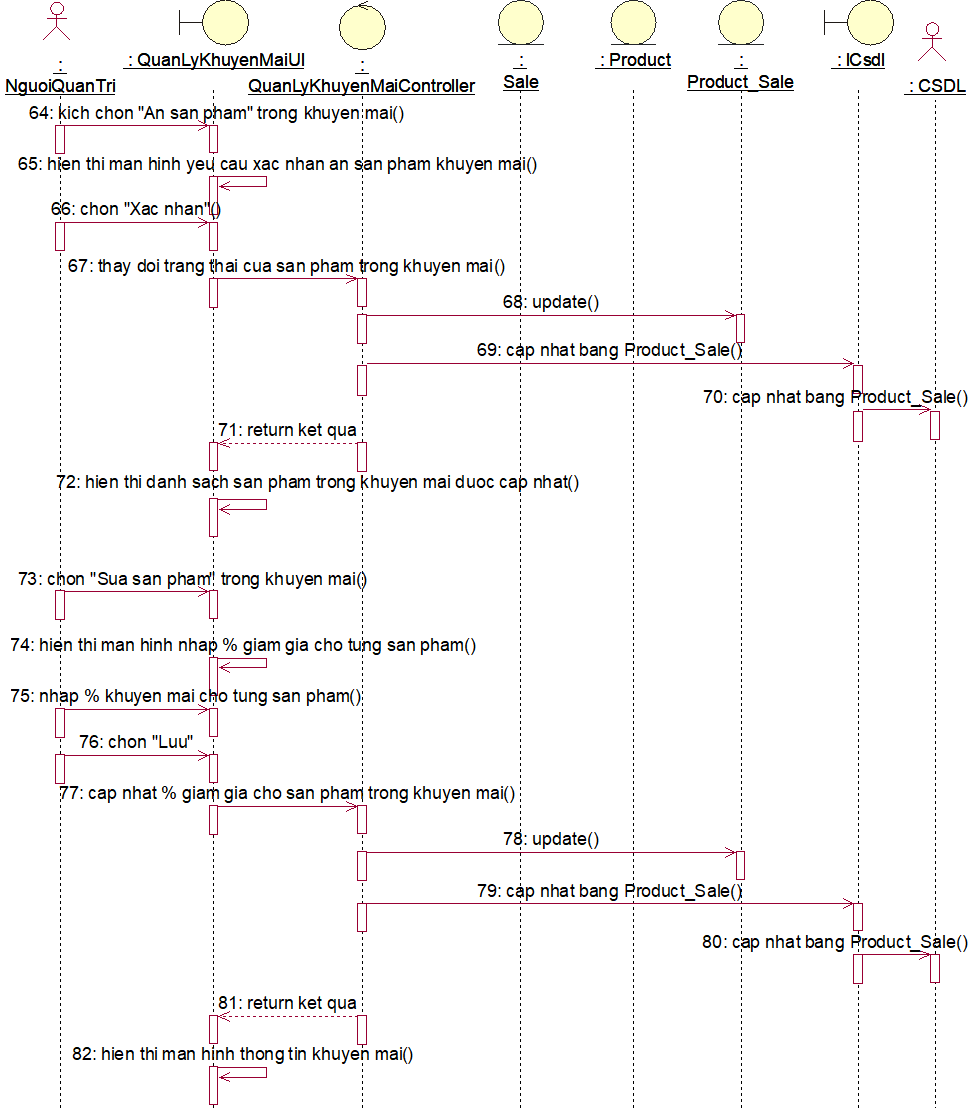 : QuanLyKhuyenMaiUI
: Product
: ICsdl
:
:
:
:
NguoiQuanTri
QuanLyKhuyenMaiController
Sale
Product_Sale
: CSDL
64: kich chon "An san pham" trong khuyen mai()
65: hien thi man hinh yeu cau xac nhan an san pham khuyen mai()
66: chon "Xac nhan"()
67: thay doi trang thai cua san pham trong khuyen mai()
68: update()
69: cap nhat bang Product_Sale()
70: cap nhat bang Product_Sale()
71: return ket qua
72: hien thi danh sach san pham trong khuyen mai duoc cap nhat()
73: chon "Sua san pham" trong khuyen mai()
74: hien thi man hinh nhap % giam gia cho tung san pham()
75: nhap % khuyen mai cho tung san pham()
76: chon "Luu"
77: cap nhat % giam gia cho san pham trong khuyen mai()
78: update()
79: cap nhat bang Product_Sale()
80: cap nhat bang Product_Sale()
81: return ket qua
82: hien thi man hinh thong tin khuyen mai()